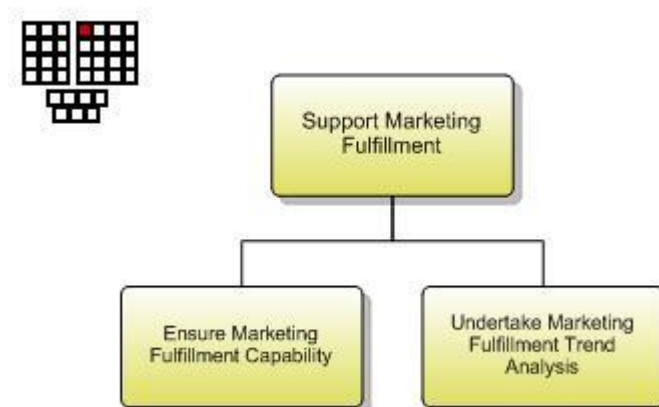 Support Marketing
Fulfillment
Ensure Marketing
Fulfillment Capability
Undertake Marketing
Fulfillment Trend
Analysis